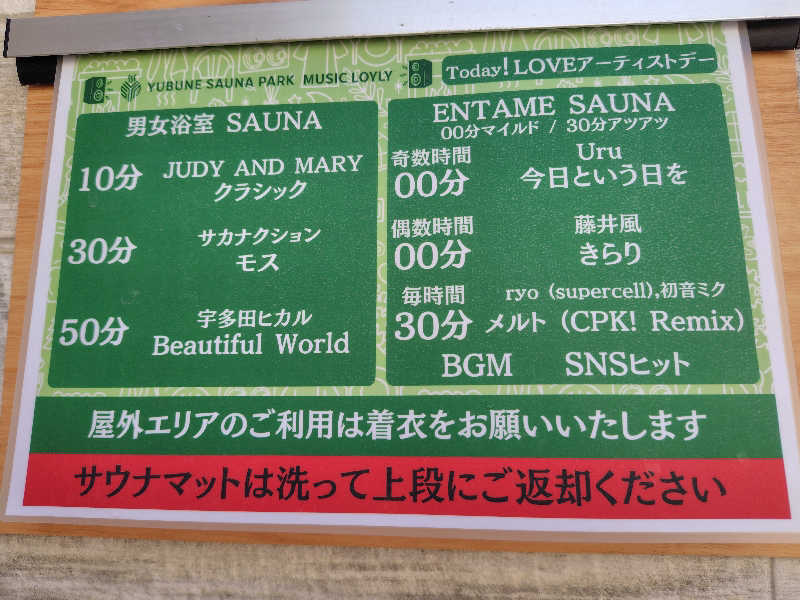 YUBUNE SAUNA PARK MUSIC LOYLY
Today! LOVEアーティストデー
男女浴室 SAUNA
10分 JUDY AND MARY
クラシック
30分 サカナクション
モス
50分 宇多田ヒカル
Beautiful World
ENTAME SAUNA
00分マイルド / 30分アツアツ
奇数時間 Uru
00分 今日という日を
偶数時間 藤井風
00分 きらり
毎時間 ryo (supercell),初音ミク
30分 メルト (CPK! Remix)
BGM SNSヒット
屋外エリアのご利用は着衣をお願いいたします
サウナマットは洗って上段にご返却ください